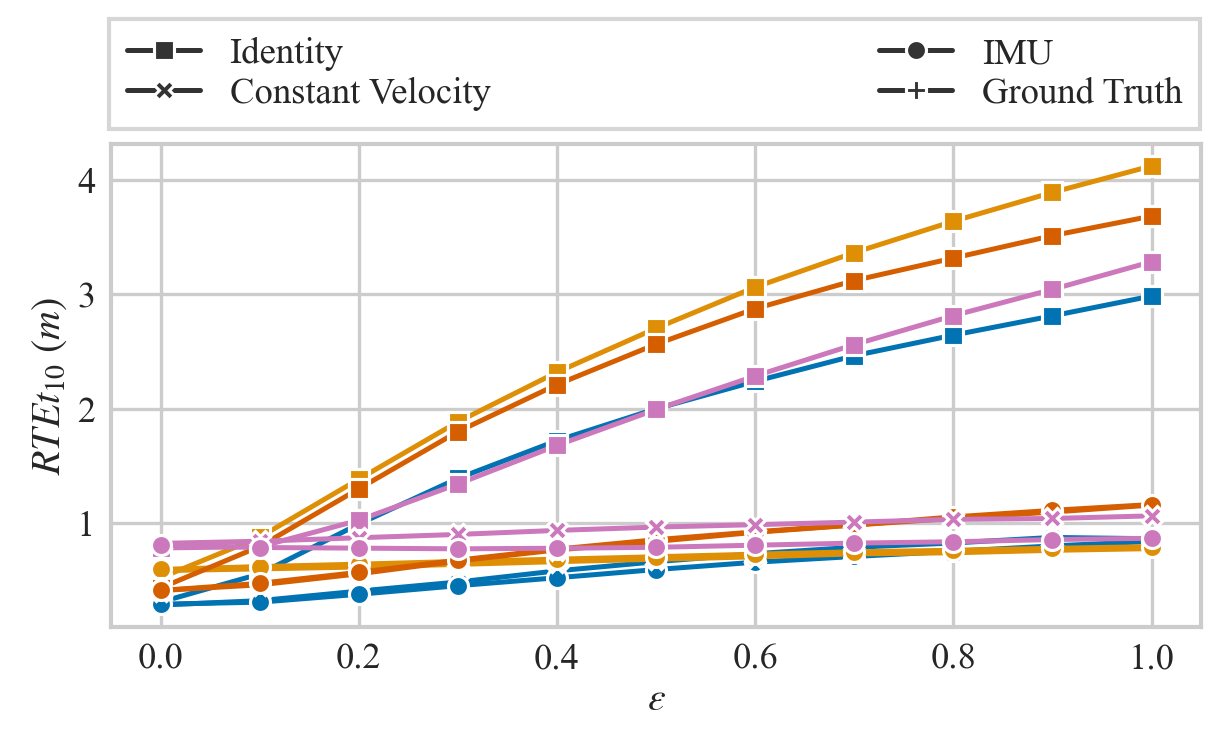 Identity
Constant Velocity
IMU
Ground Truth
4
3
2
1
RTEt₁₀ (m)
0.0 0.2 0.4 0.6 0.8 1.0
ε